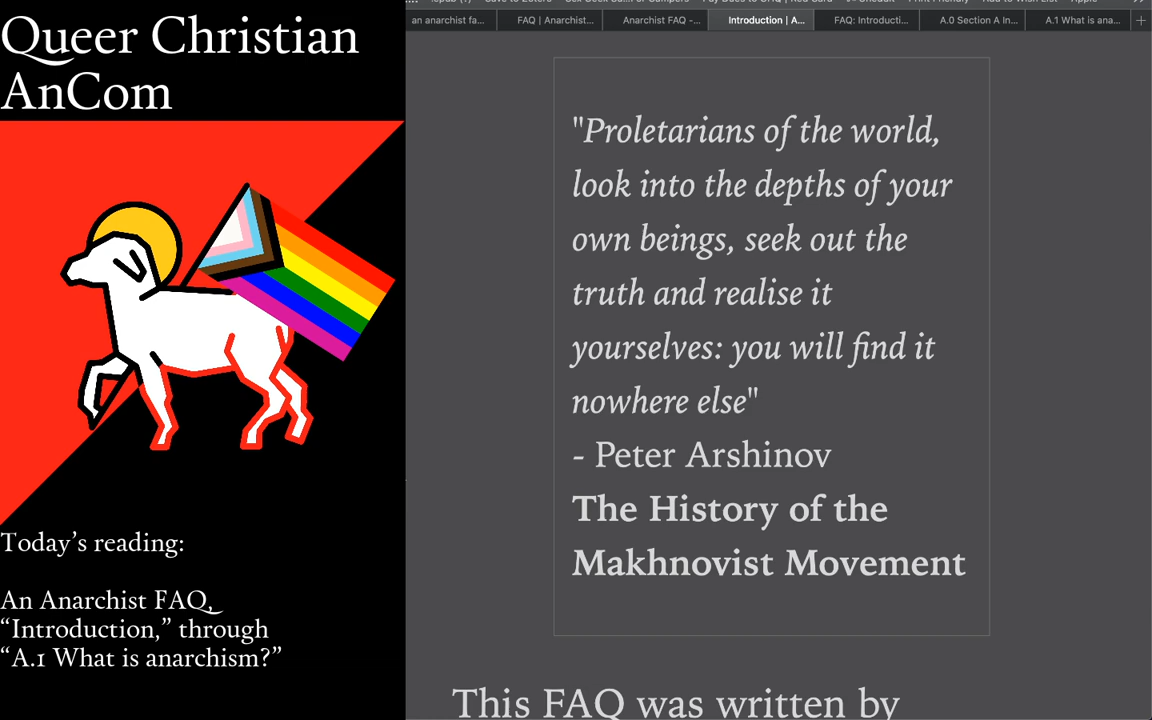 Queer Christian
AnCom
Today’s reading:
An Anarchist FAQ,
“Introduction,” through
“A.1 What is anarchism?”
an anarchist fa...
FAQ | Anarchist...
Anarchist FAQ -...
Introduction | A...
FAQ: Introducti...
A.0 Section A In...
A.1 What is ana...
"Proletarians of the world,
look into the depths of your
own beings, seek out the
truth and realise it
yourselves: you will find it
nowhere else"
- Peter Arshinov
The History of the
Makhnovist Movement
This FAQ was written by